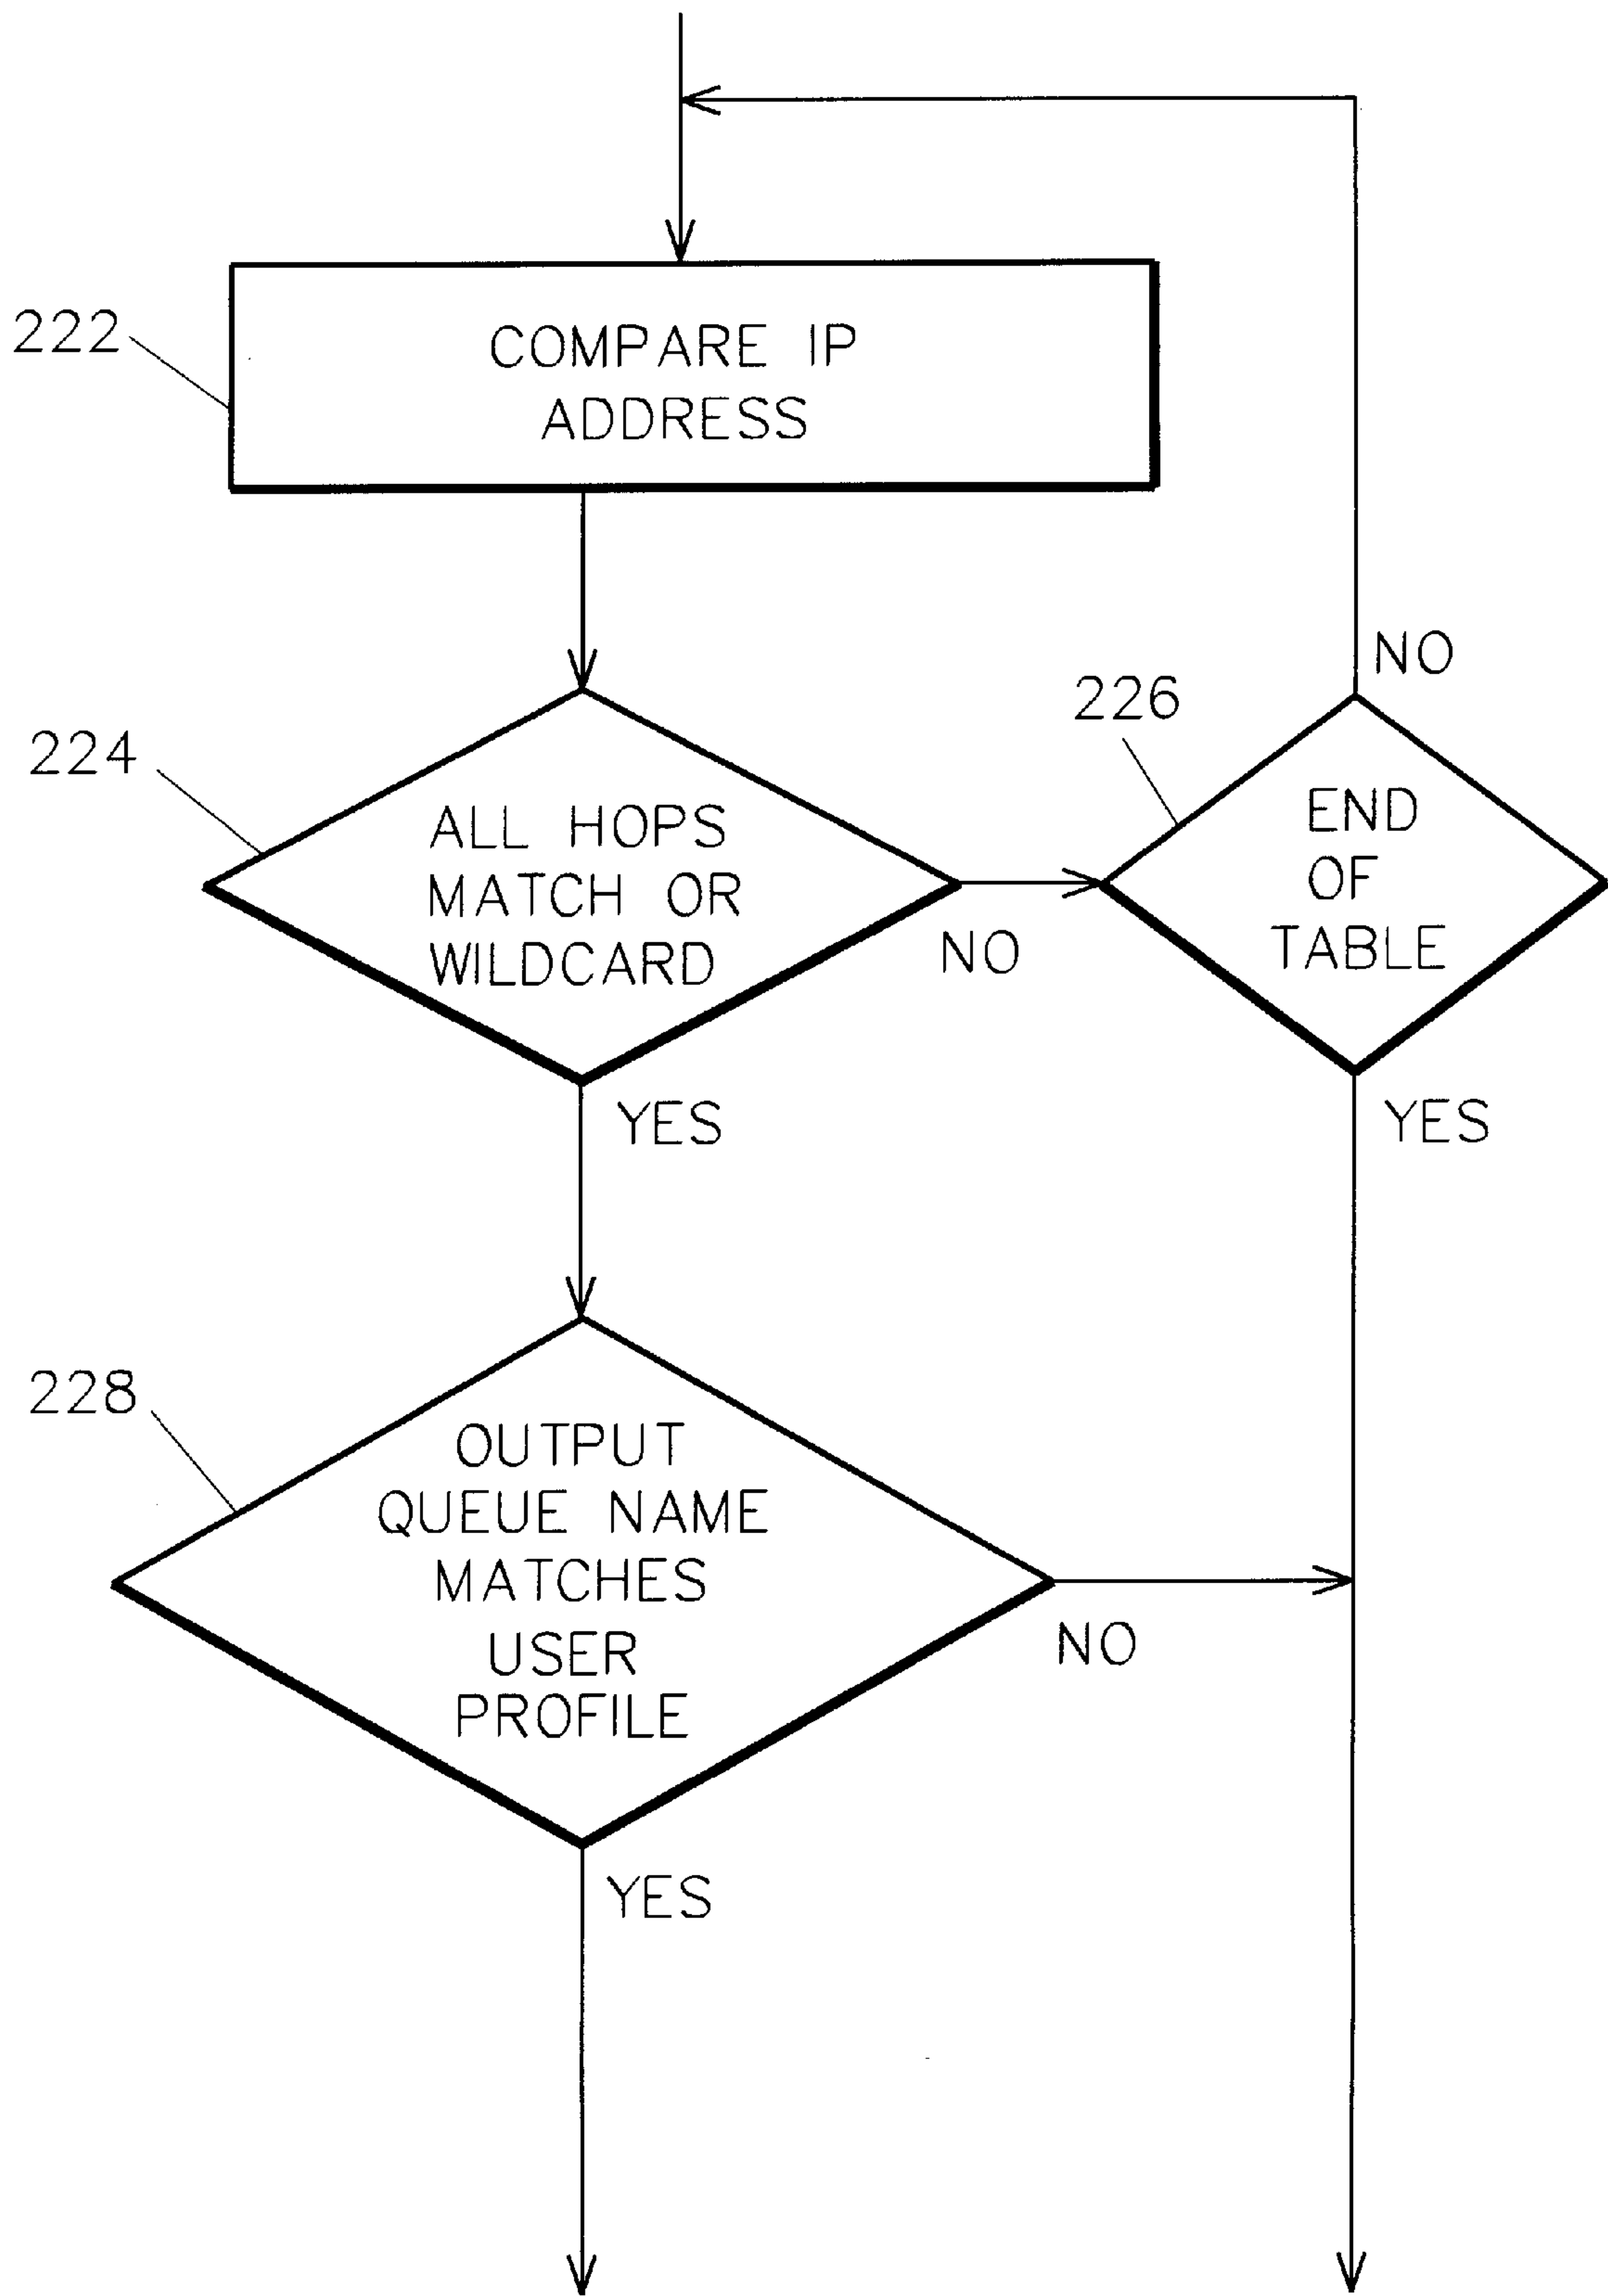 222
COMPARE IP
ADDRESS
224
ALL HOPS
MATCH OR
WILDCARD
NO
YES
226
END
OF
TABLE
NO
YES
228
OUTPUT
QUEUE NAME
MATCHES
USER
PROFILE
NO
YES